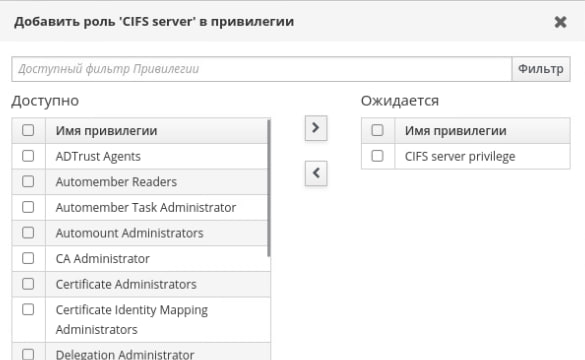 Добавить роль 'CIFS server' в привилегии
Доступный фильтр Привилегии
Фильтр
Доступно
Имя привилегии
ADTrust Agents
Automember Readers
Automember Task Administrator
Automount Administrators
CA Administrator
Certificate Administrators
Certificate Identity Mapping
Administrators
Delegation Administrator
Ожидается
Имя привилегии
CIFS server privilege